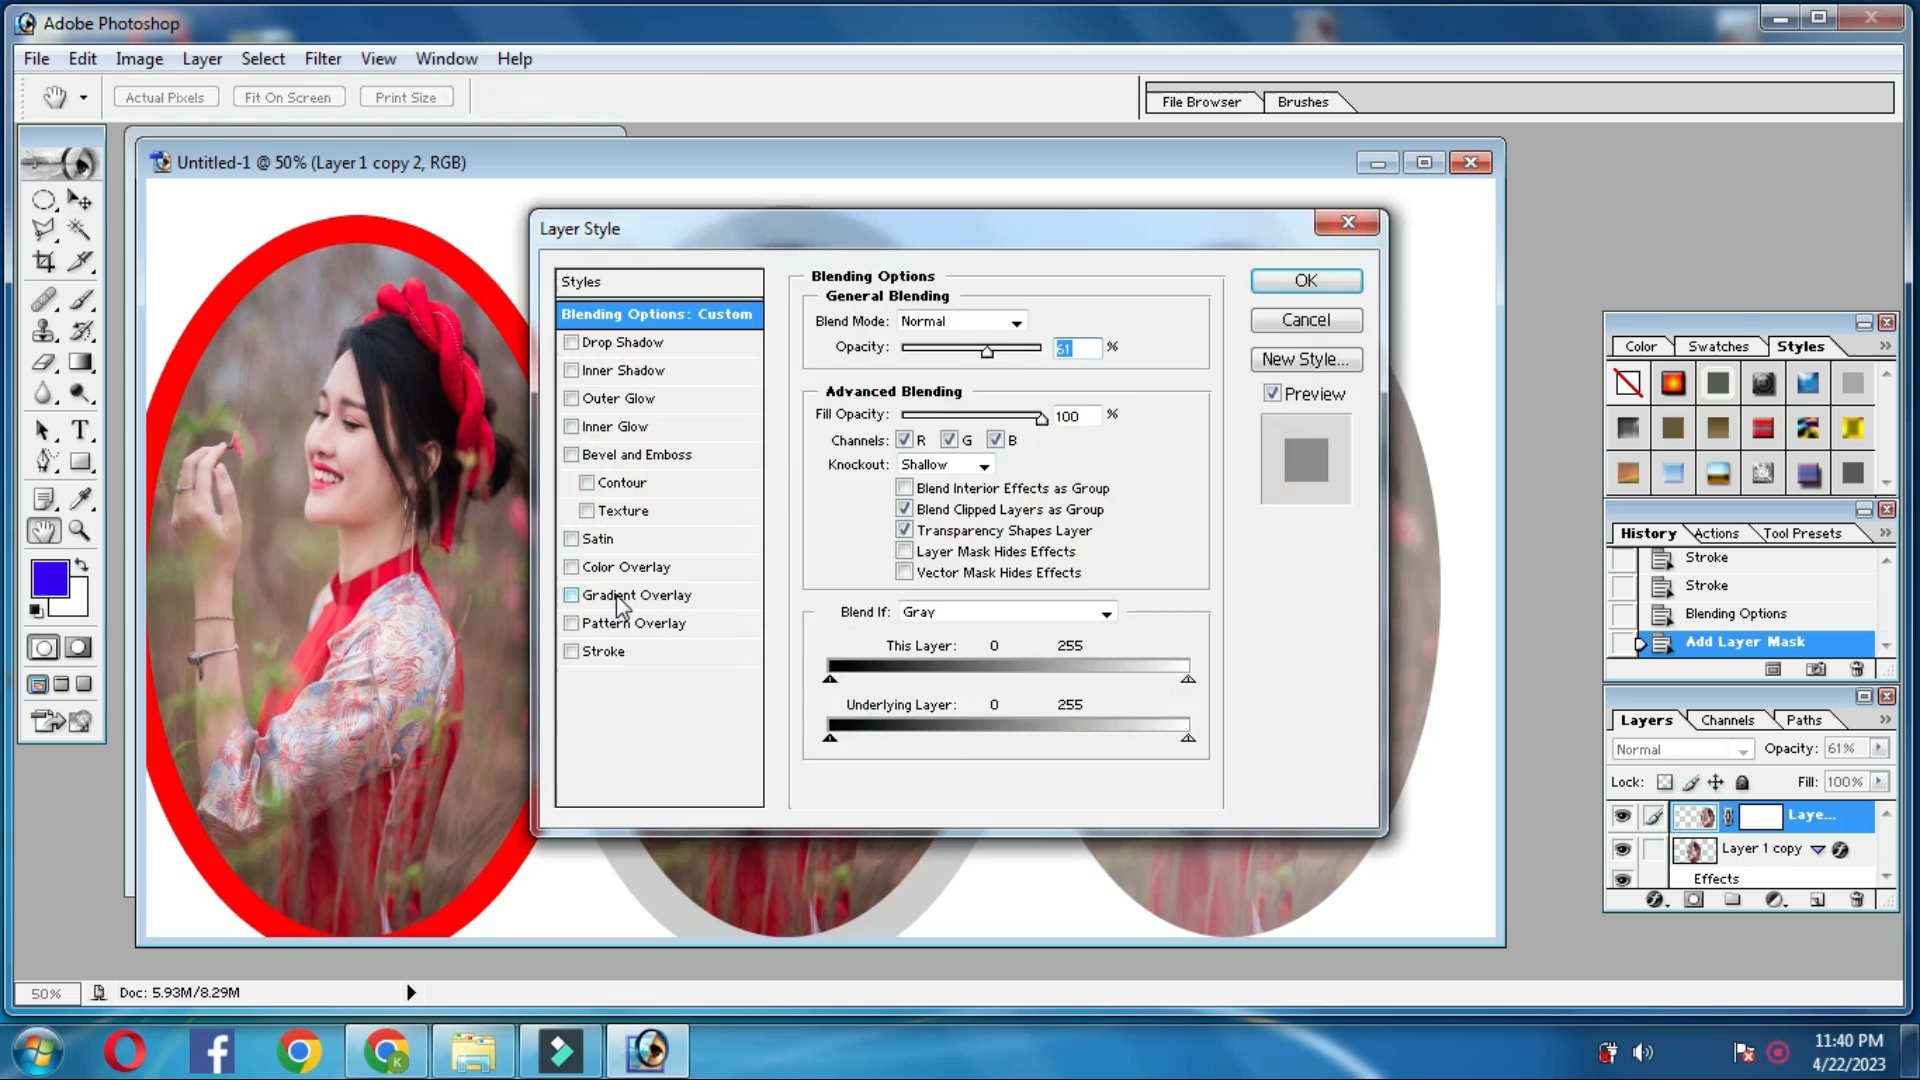 Adobe Photoshop
File Edit Image Layer Select Filter View Window Help
Actual Pixels Fit On Screen Print Size File Browser Brushes
Untitled-1 @ 50% (Layer 1 copy 2, RGB)
Layer Style
Styles
Blending Options: Custom
Drop Shadow
Inner Shadow
Outer Glow
Inner Glow
Bevel and Emboss
Contour
Texture
Satin
Color Overlay
Gradient Overlay
Pattern Overlay
Stroke
Blending Options
General Blending
Blend Mode: Normal
Opacity: 61 %
Advanced Blending
Fill Opacity: 100 %
Channels: R G B
Knockout: Shallow
Blend Interior Effects as Group
Blend Clipped Layers as Group
Transparency Shapes Layer
Layer Mask Hides Effects
Vector Mask Hides Effects
Blend If: Gray
This Layer: 0 255
Underlying Layer: 0 255
OK
Cancel
New Style...
Preview
Color Swatches Styles
History Actions Tool Presets
Stroke
Stroke
Blending Options
Add Layer Mask
Layers Channels Paths
Normal Opacity: 61%
Lock: Fill: 100%
Laye...
Layer 1 copy
Effects
50% Doc: 5.93M/8.29M
11:40 PM
4/22/2023